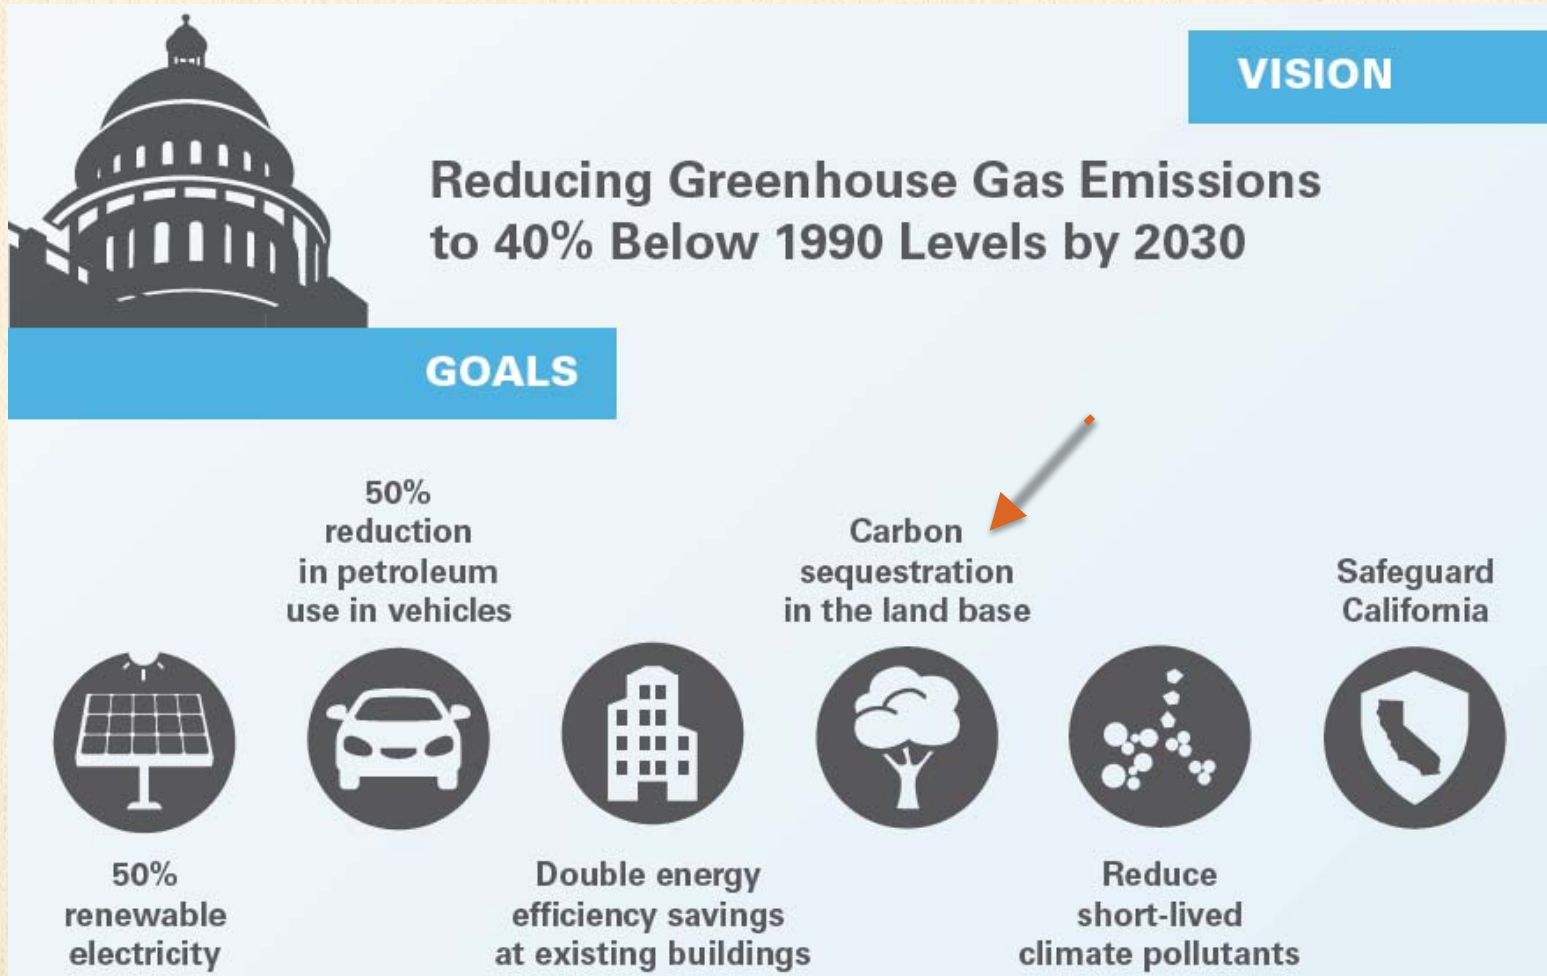 VISION
Reducing Greenhouse Gas Emissions
to 40% Below 1990 Levels by 2030
GOALS
50%
renewable
electricity
50%
reduction
in petroleum
use in vehicles
Double energy
efficiency savings
at existing buildings
Carbon
sequestration
in the land base
Reduce
short-lived
climate pollutants
Safeguard
California